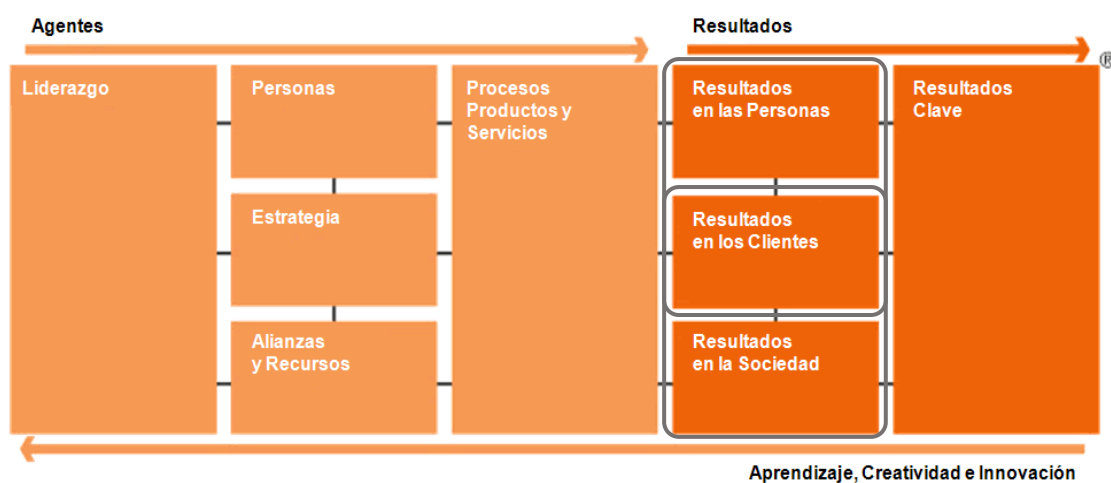 Agentes
Resultados
®
Liderazgo
Personas
Procesos
Productos y
Servicios
Resultados
en las Personas
Resultados
Clave
Estrategia
Resultados
en los Clientes
Alianzas
y Recursos
Resultados
en la Sociedad
Aprendizaje, Creatividad e Innovación